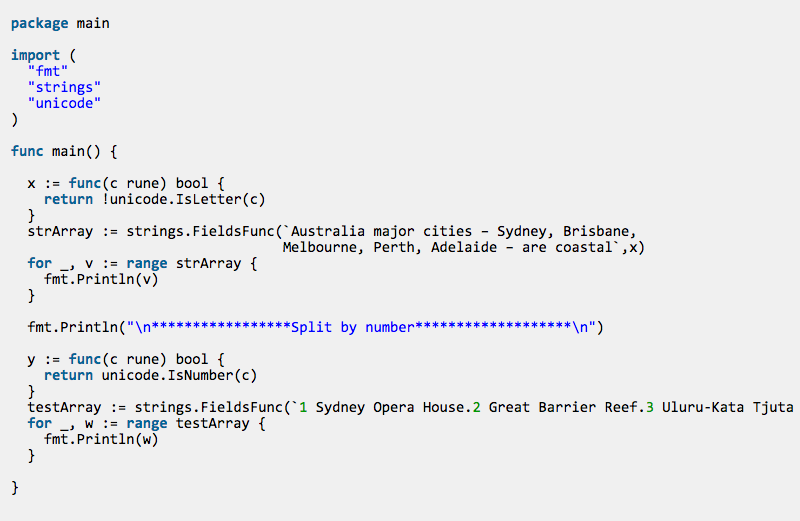 package main
import (
"fmt"
"strings"
"unicode"
)
func main() {
x := func(c rune) bool {
return !unicode.IsLetter(c)
}
strArray := strings.FieldsFunc(`Australia major cities – Sydney, Brisbane,
Melbourne, Perth, Adelaide – are coastal`,x)
for _, v := range strArray {
fmt.Println(v)
}
fmt.Println("\n*****************Split by number*******************\n")
y := func(c rune) bool {
return unicode.IsNumber(c)
}
testArray := strings.FieldsFunc(`1 Sydney Opera House.2 Great Barrier Reef.3 Uluru-Kata Tjuta
for _, w := range testArray {
fmt.Println(w)
}
}